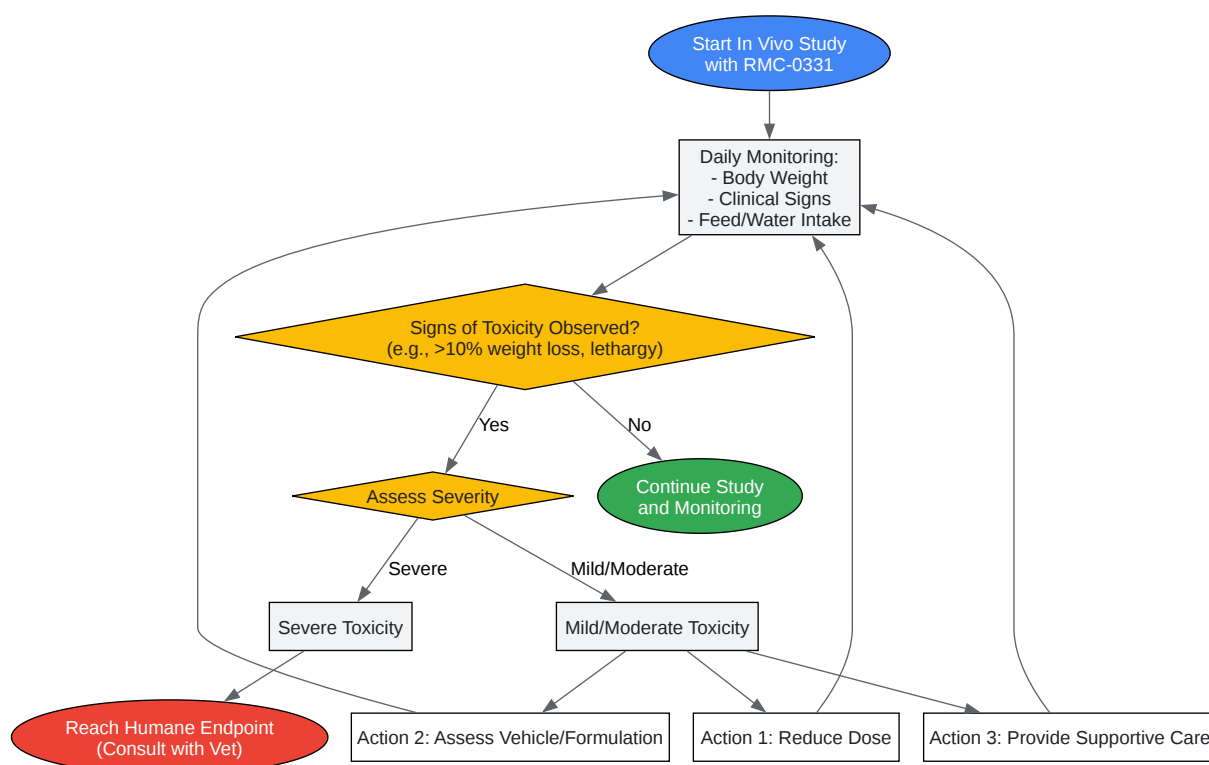 Start In Vivo Study
with RMC-0331
Daily Monitoring:
- Body Weight
- Clinical Signs
- Feed/Water Intake
Signs of Toxicity Observed?
(e.g., >10% weight loss, lethargy)
Yes
No
Assess Severity
Continue Study
and Monitoring
Severe
Mild/Moderate
Severe Toxicity
Mild/Moderate Toxicity
Reach Humane Endpoint
(Consult with Vet)
Action 2: Assess Vehicle/Formulation
Action 1: Reduce Dose
Action 3: Provide Supportive Care